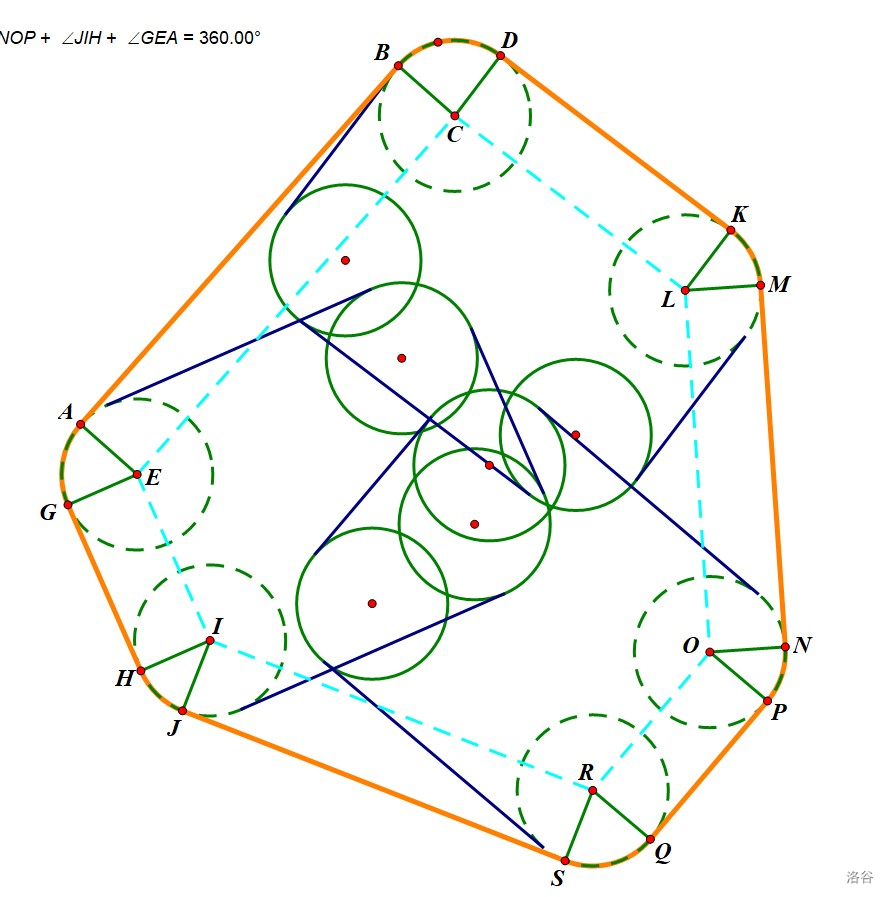 NOP + ∠JIH + ∠GEA = 360.00°
B
D
C
K
L
M
A
E
G
I
H
J
O
N
P
R
Q
S
洛谷